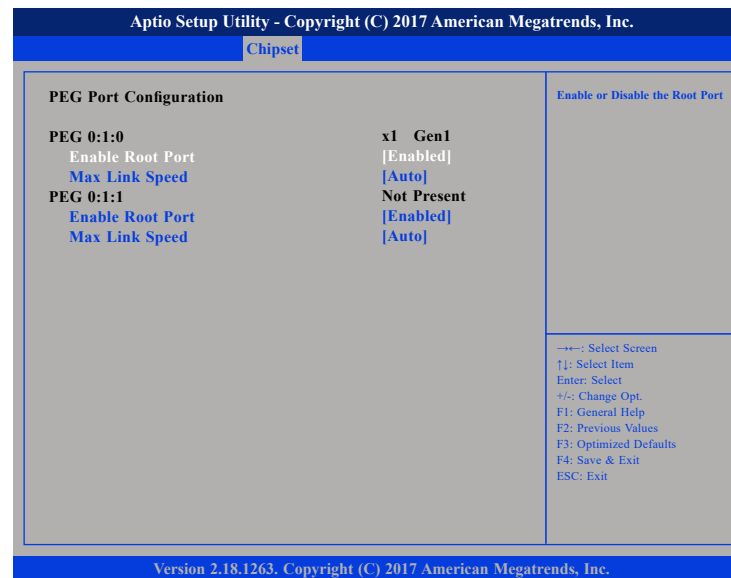 Aptio Setup Utility - Copyright (C) 2017 American Megatrends, Inc.
Chipset
PEG Port Configuration
PEG 0:1:0 x1 Gen1
Enable Root Port [Enabled]
Max Link Speed [Auto]
PEG 0:1:1 Not Present
Enable Root Port [Enabled]
Max Link Speed [Auto]
Enable or Disable the Root Port
→←: Select Screen
↑↓: Select Item
Enter: Select
+/-: Change Opt.
F1: General Help
F2: Previous Values
F3: Optimized Defaults
F4: Save & Exit
ESC: Exit
Version 2.18.1263. Copyright (C) 2017 American Megatrends, Inc.